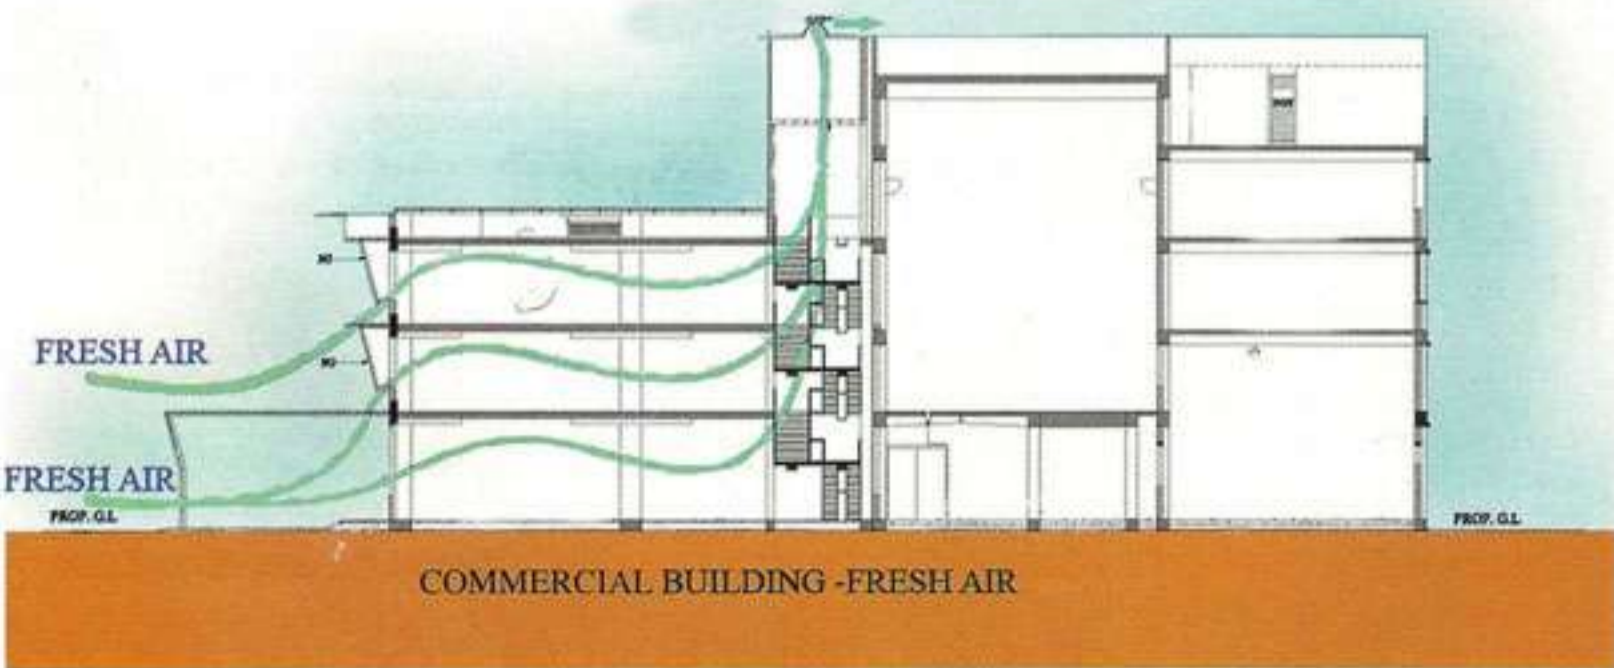 FRESH AIR
FRESH AIR
PROP. G.L
PROP. G.L
COMMERCIAL BUILDING -FRESH AIR